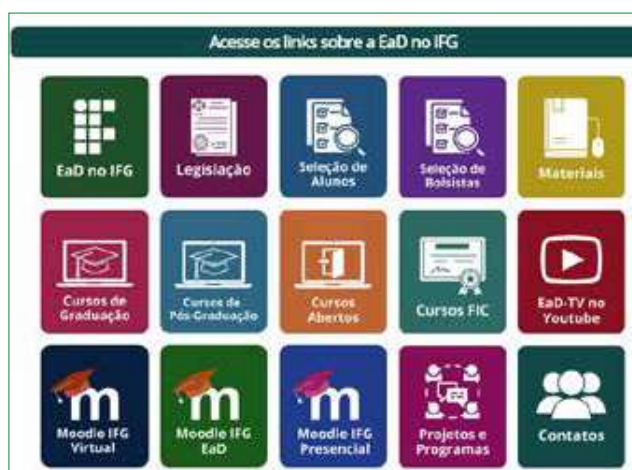 Acesse os links sobre a EaD no IFG
EaD no IFG
Legislação
Seleção de
Alunos
Seleção de
Bolsistas
Materiais
Cursos de
Graduação
Cursos de
Pós-Graduação
Cursos
Abertos
Cursos FIC
EaD-TV no
Youtube
m
Moodle IFG
Virtual
m
Moodle IFG
EaD
m
Moodle IFG
Presencial
Projetos e
Programas
Contatos